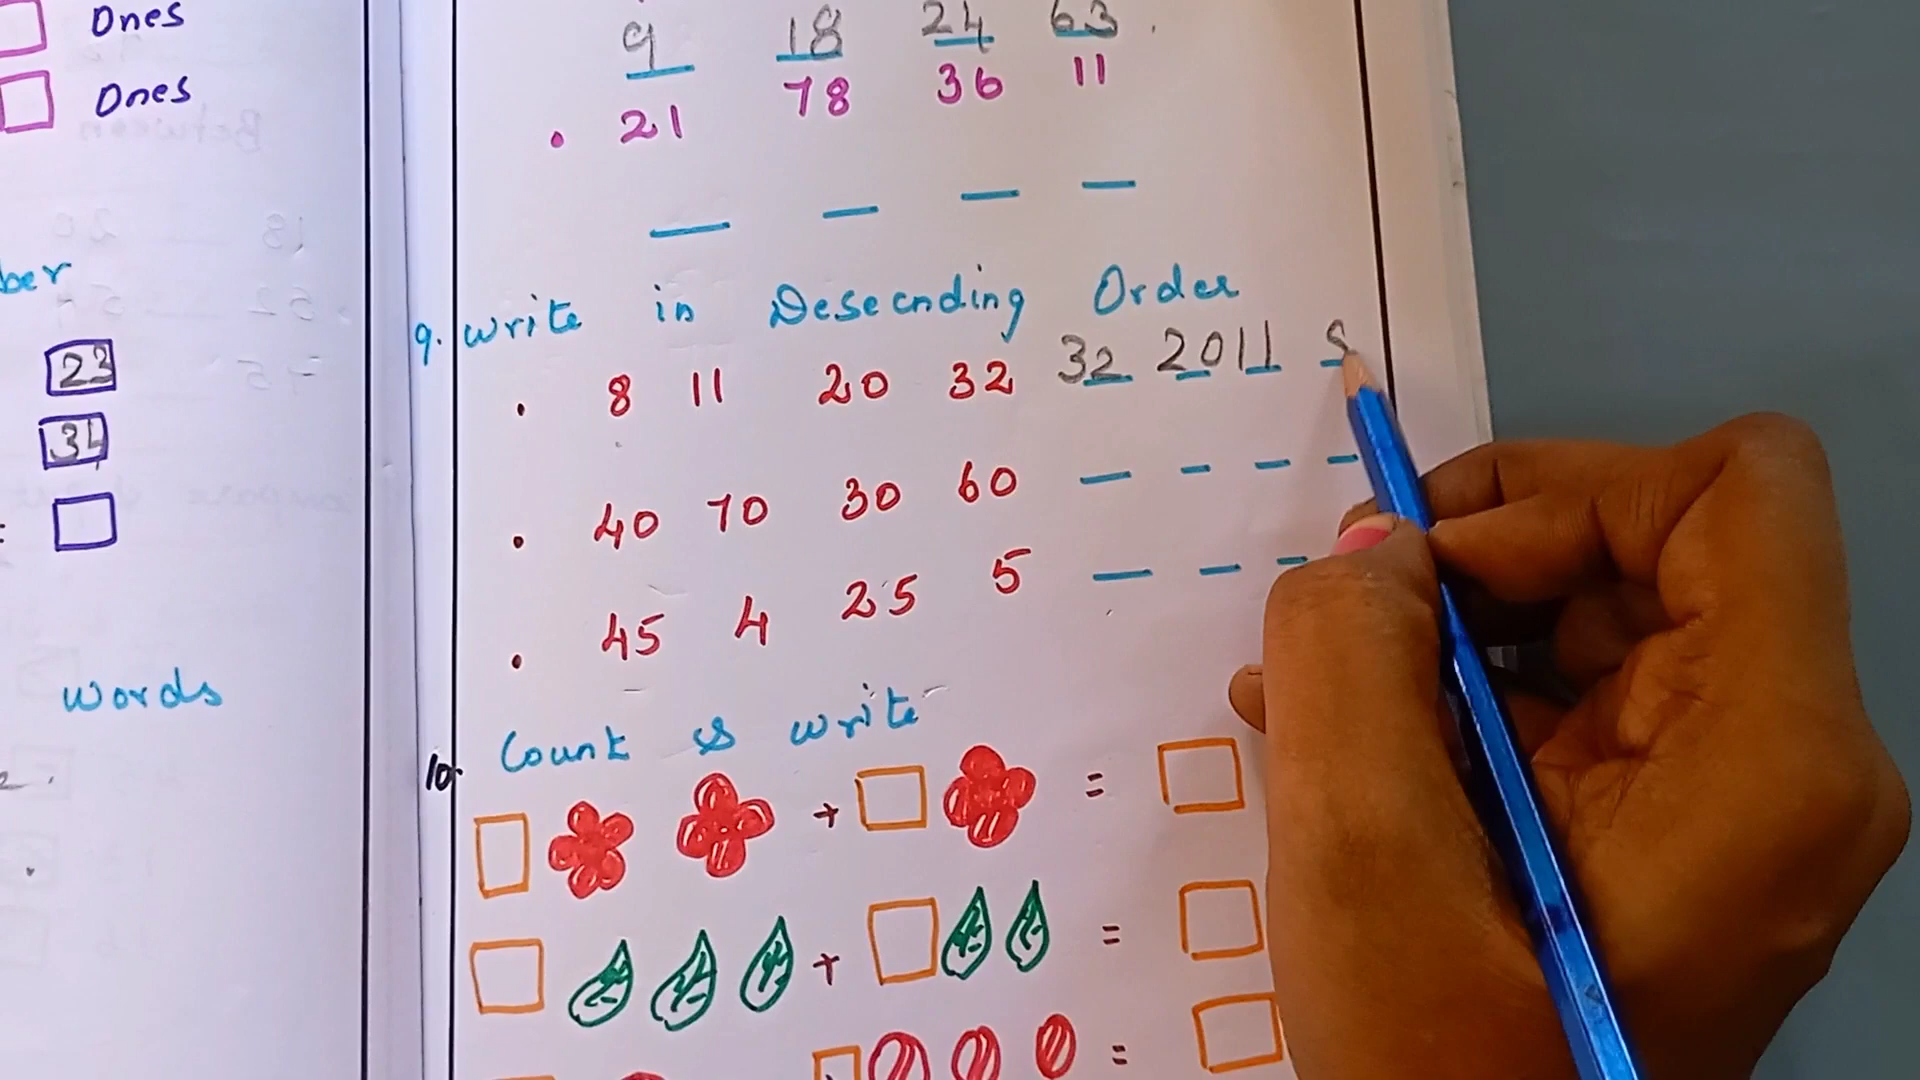 Ones
Ones
ber
23
34
words
9 18 24 63
. 21 78 36 11
9. write in Desecnding Order
. 8 11 20 32 32 20 11 8
. 40 70 30 60
. 45 4 25 5
10. Count & write
+ =
+ =
=